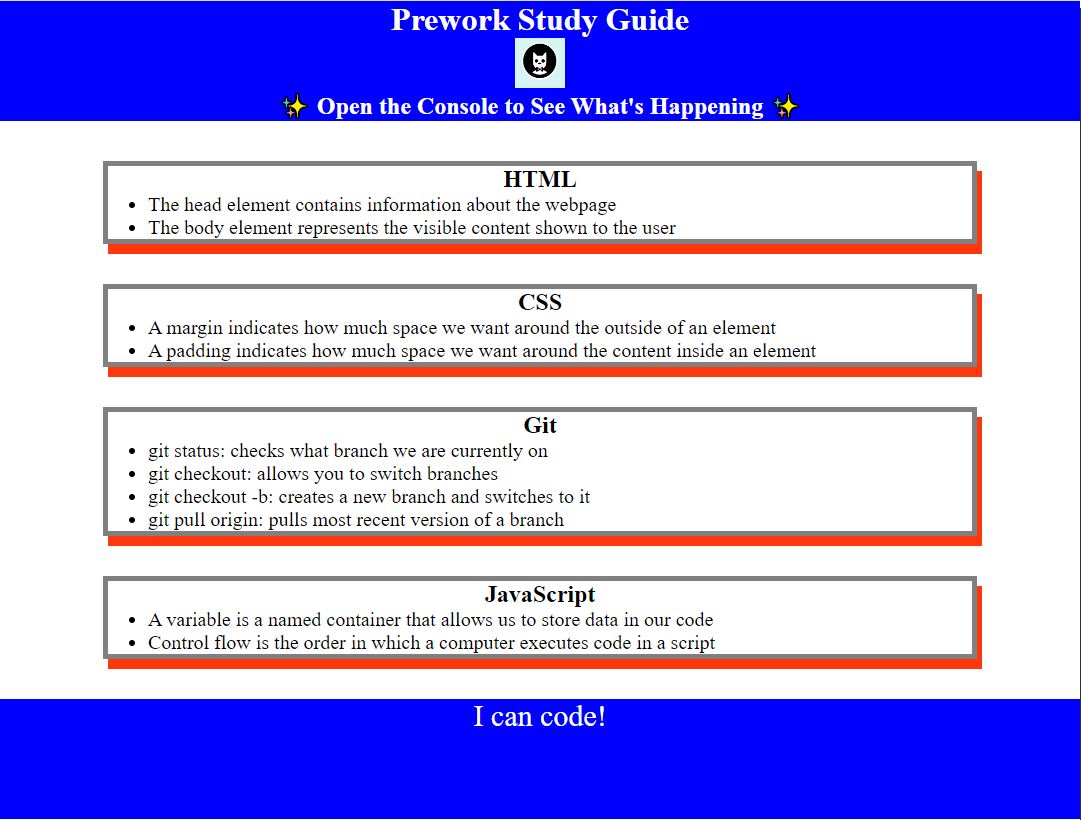 Prework Study Guide
✨ Open the Console to See What's Happening ✨
HTML
• The head element contains information about the webpage
• The body element represents the visible content shown to the user
CSS
• A margin indicates how much space we want around the outside of an element
• A padding indicates how much space we want around the content inside an element
Git
• git status: checks what branch we are currently on
• git checkout: allows you to switch branches
• git checkout -b: creates a new branch and switches to it
• git pull origin: pulls most recent version of a branch
JavaScript
• A variable is a named container that allows us to store data in our code
• Control flow is the order in which a computer executes code in a script
I can code!